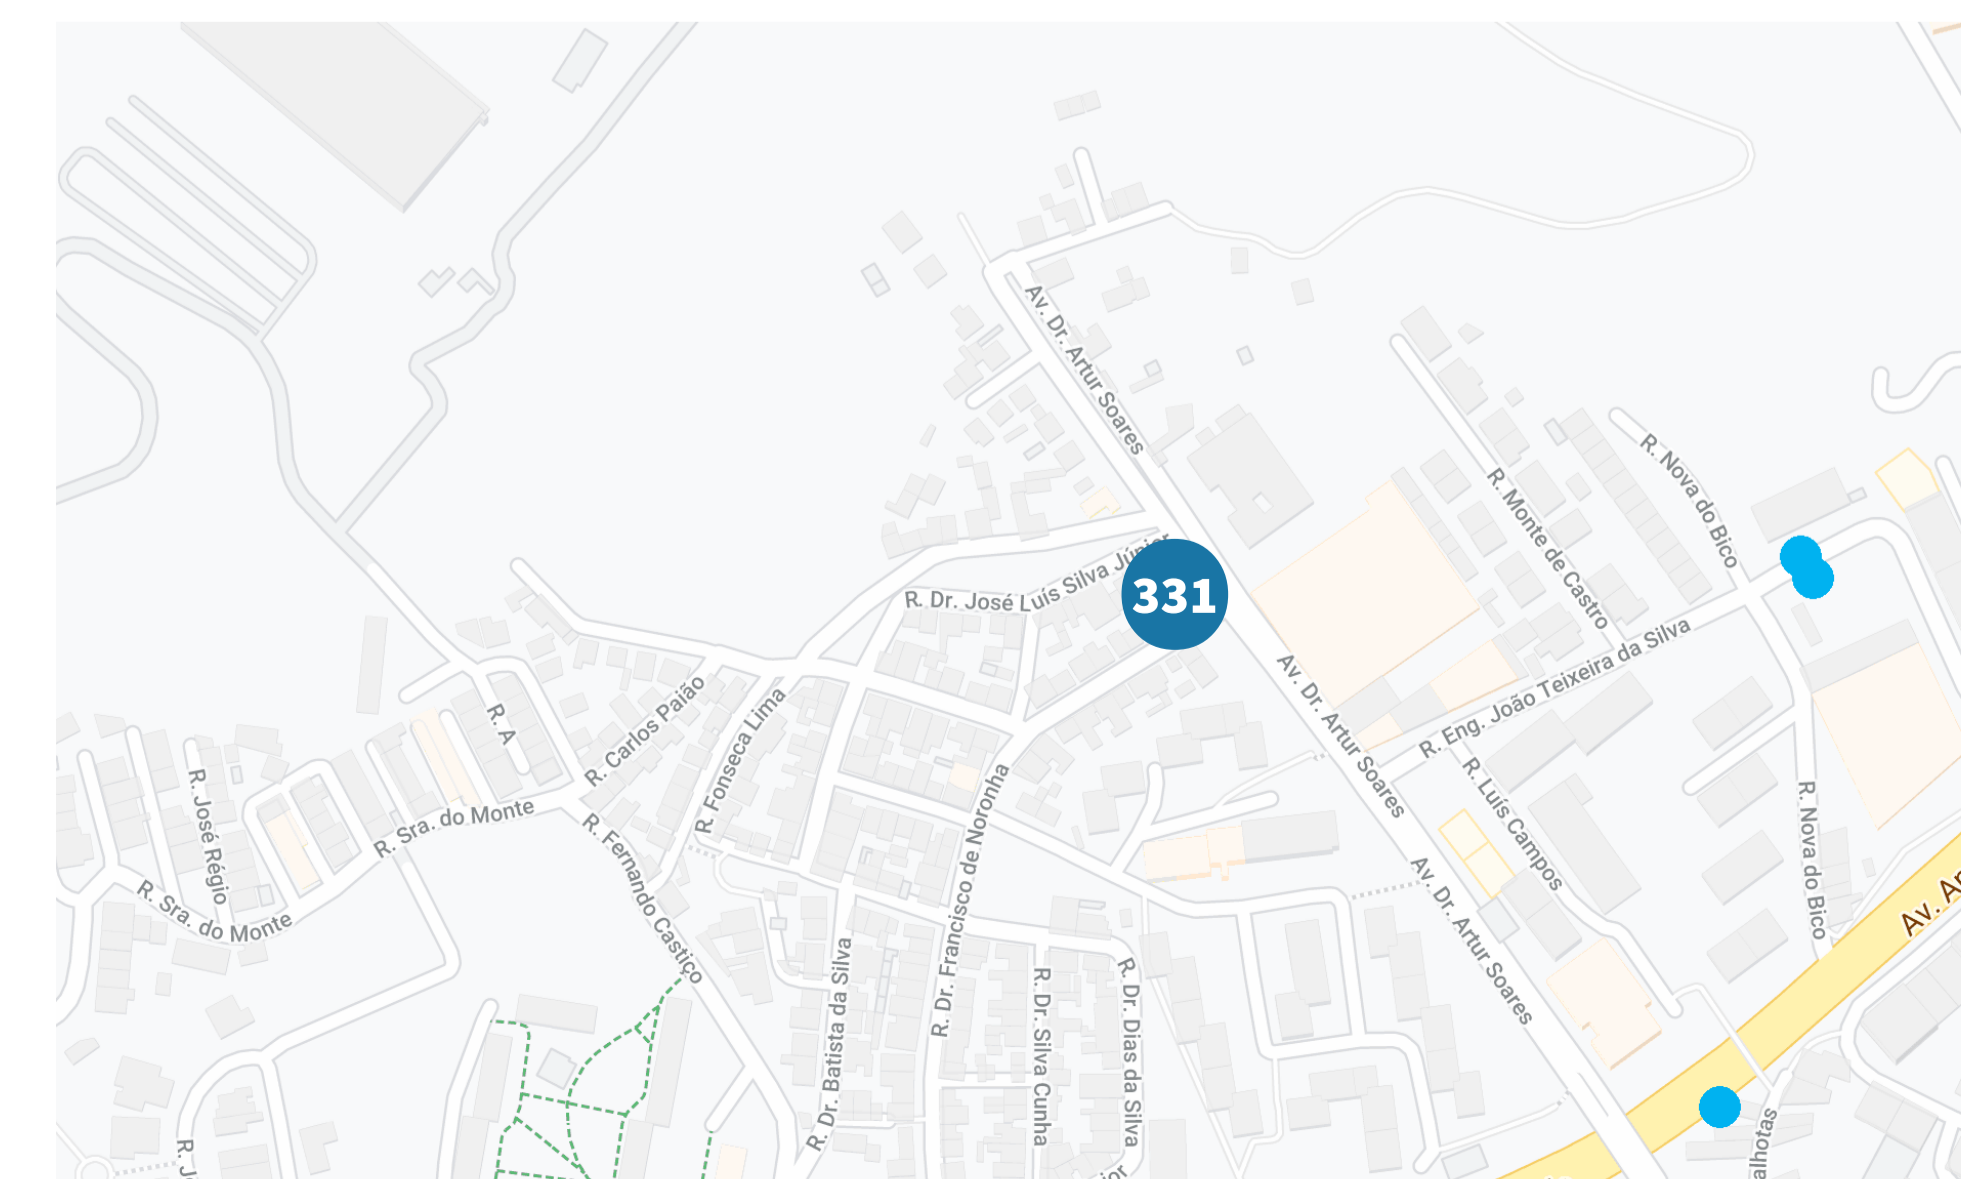 Av. Dr. Artur Soares
R. Nova do Bico
R. Monte de Castro
R. Dr. José Luís Silva Júnior
331
R. Eng. João Teixeira da Silva
R. Carlos Paião
R. A
R. Fonseca Lima
Av. Dr. Artur Soares
R. José Régio
R. Sra. do Monte
R. Fernando Castiço
R. Dr. Francisco de Noronha
R. Luís Campos
R. Nova do Bico
R. Sra. do Monte
Av. Dr. Artur Soares
Av. Ar
R. Dr. Batista da Silva
R. Dr. Silva Cunha
R. Dr. Dias da Silva
R. J
alhotas
ior